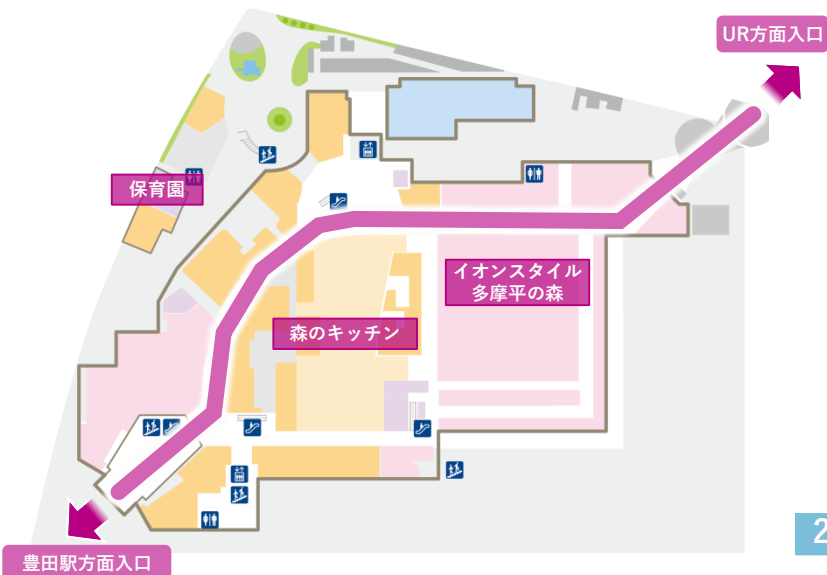 UR方面入口
保育園
イオンスタイル
多摩平の森
森のキッチン
2
豊田駅方面入口